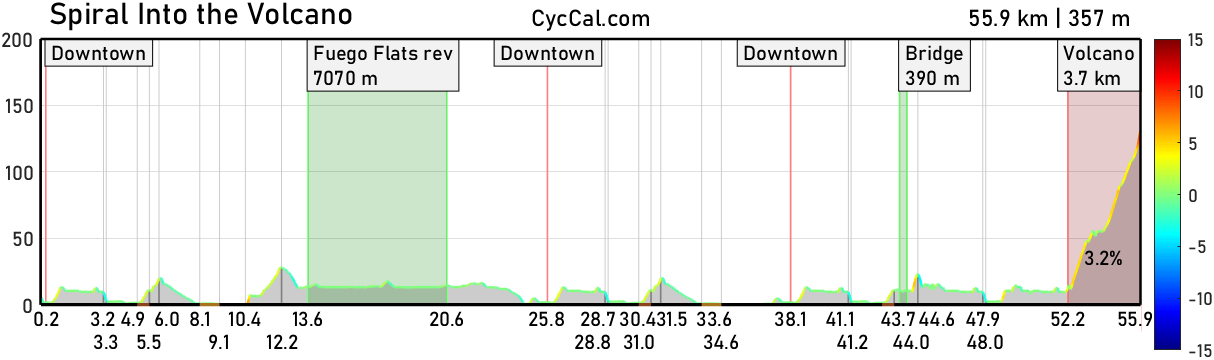 Spiral Into the Volcano CycCal.com 55.9 km | 357 m
200 Downtown Fuego Flats rev Downtown Downtown Bridge Volcano 15
7070 m 390 m 3.7 km
150 10
100 5
0
50 -5
3.2%
0 -10
0.2 3.2 4.9 6.0 8.1 10.4 12.2 13.6 20.6 25.8 28.7 30.4 31.5 33.6 38.1 41.1 43.7 44.6 47.9 52.2 55.9
3.3 5.5 9.1 12.2 28.8 31.0 34.6 41.2 44.0 48.0 -15